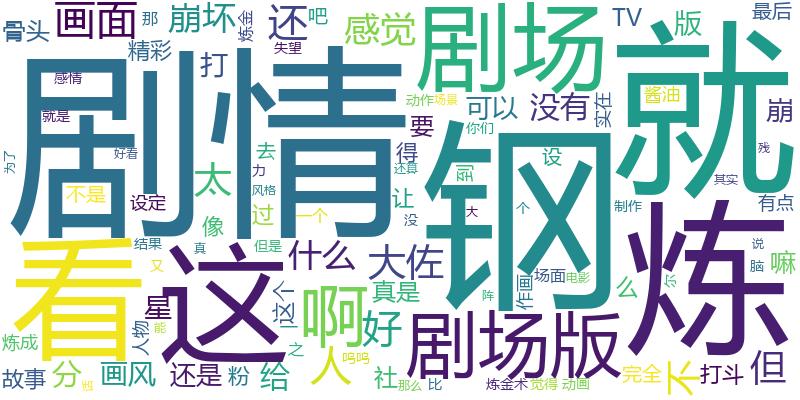 骨头 画面 崩坏 还 那 吧 炼金 感觉 剧场 TV 版 最后
精彩 打 失望
剧情 就
感情 动作 场景 可以 没有 实在 酱油 崩
就是 要 你们
为了 好看 去 得 钢 到 设 残
不是 设定 太 力 风格 还算 让 其实
像 过 一个 没 大 个 制作 有点
结果 真 但是 什么 大佐 炼 说
看 又 这 这个 真是 场面 电影 脑 嘛
星 啊 好 阵 作画 么 尔
人物 能 之 剧场版
炼成 人 呜呜 完全 不 打斗 但
故事 分 画风 还是 粉 给 社 那么 比 炼金术 觉得 动画